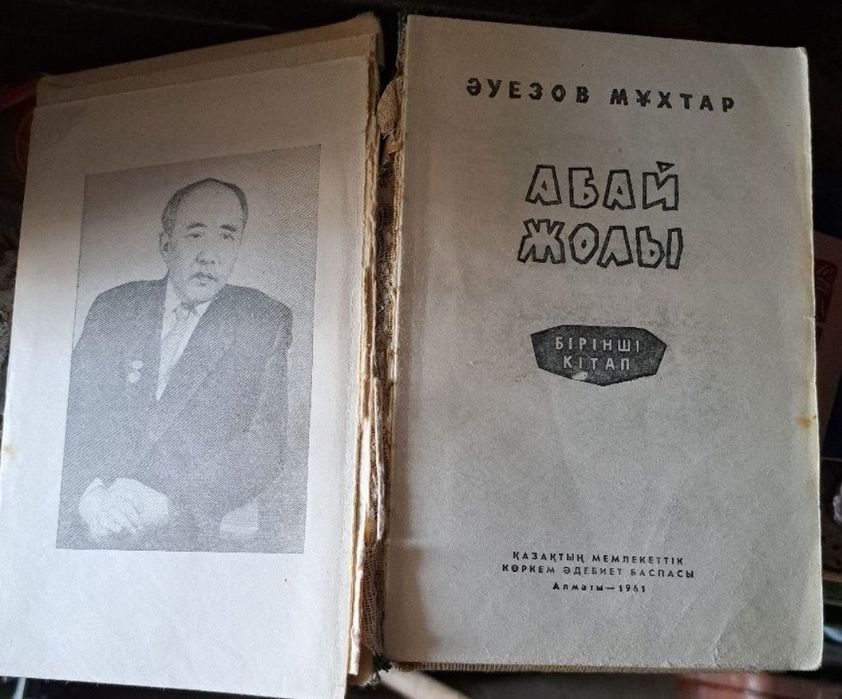 ӘУЕЗОВ МҰХТАР
АБАЙ
ЖОЛЫ
БІРІНШІ
КІТАП
ҚАЗАҚТЫҢ МЕМЛЕКЕТТІК
КӨРКЕМ ӘДЕБИЕТ БАСПАСЫ
Алматы—1961